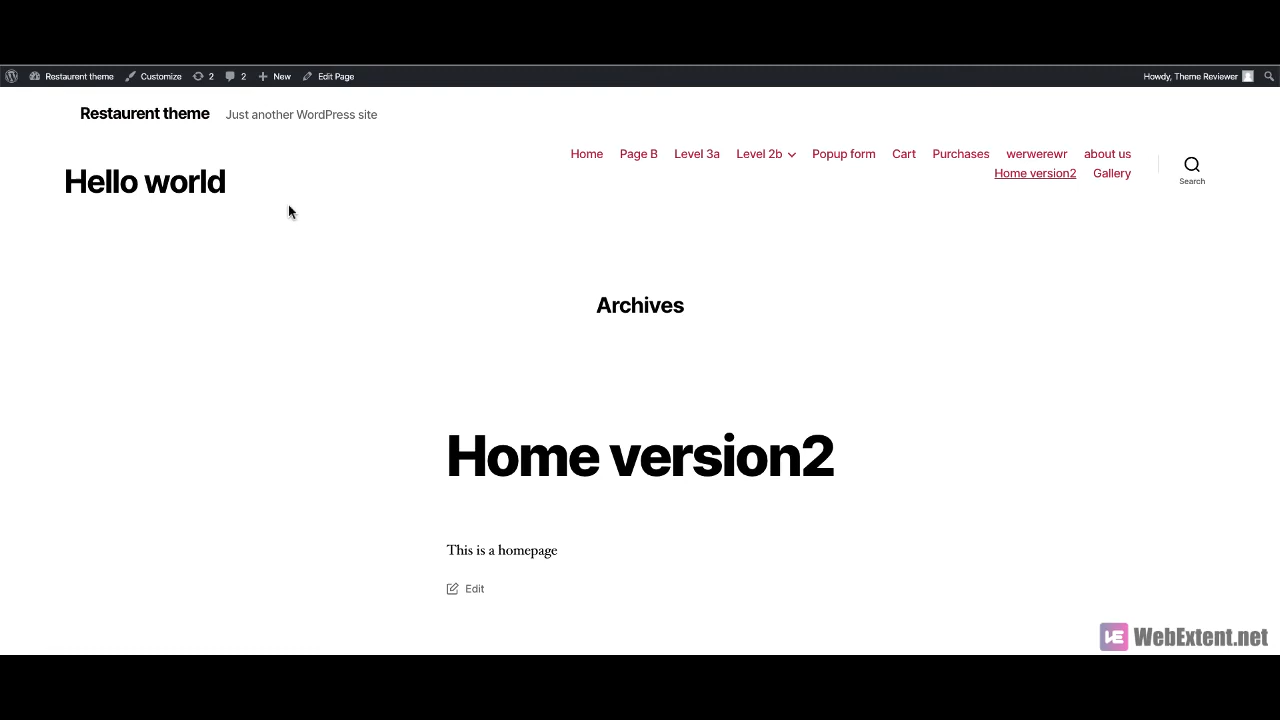 Restaurent theme Customize 2 2 New Edit Page Howdy, Theme Reviewer
Restaurent theme Just another WordPress site
Home Page B Level 3a Level 2b Popup form Cart Purchases werwerewr about us
Home version2 Gallery
Search
Hello world
Archives
Home version2
This is a homepage
Edit
WebExtent.net